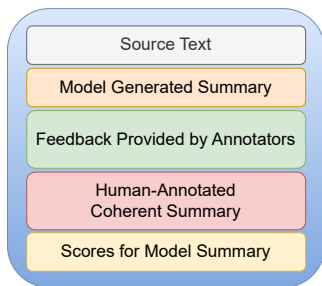 Source Text
Model Generated Summary
Feedback Provided by Annotators
Human-Annotated
Coherent Summary
Scores for Model Summary